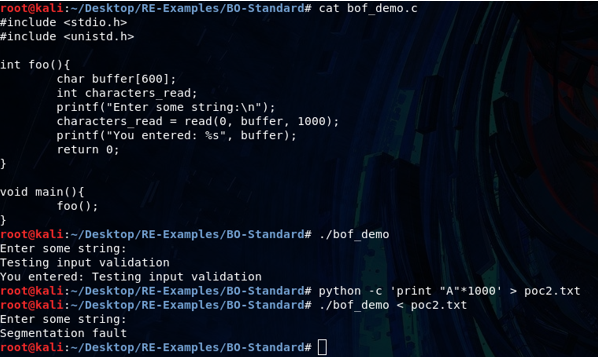 root@kali:~/Desktop/RE-Examples/BO-Standard# cat bof_demo.c
#include <stdio.h>
#include <unistd.h>
int foo(){
char buffer[600];
int characters_read;
printf("Enter some string:\n");
characters_read = read(0, buffer, 1000);
printf("You entered: %s", buffer);
return 0;
}
void main(){
foo();
}
root@kali:~/Desktop/RE-Examples/BO-Standard# ./bof_demo
Enter some string:
Testing input validation
You entered: Testing input validation
root@kali:~/Desktop/RE-Examples/BO-Standard# python -c 'print "A"*1000' > poc2.txt
root@kali:~/Desktop/RE-Examples/BO-Standard# ./bof_demo < poc2.txt
Enter some string:
Segmentation fault
root@kali:~/Desktop/RE-Examples/BO-Standard#